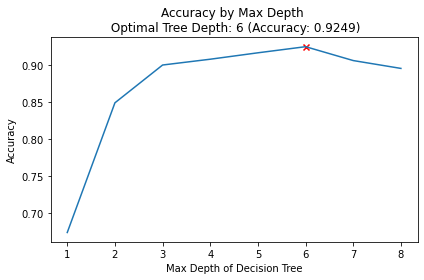 Accuracy by Max Depth
Optimal Tree Depth: 6 (Accuracy: 0.9249)
Accuracy
0.90
0.85
0.80
0.75
0.70
1 2 3 4 5 6 7 8
Max Depth of Decision Tree